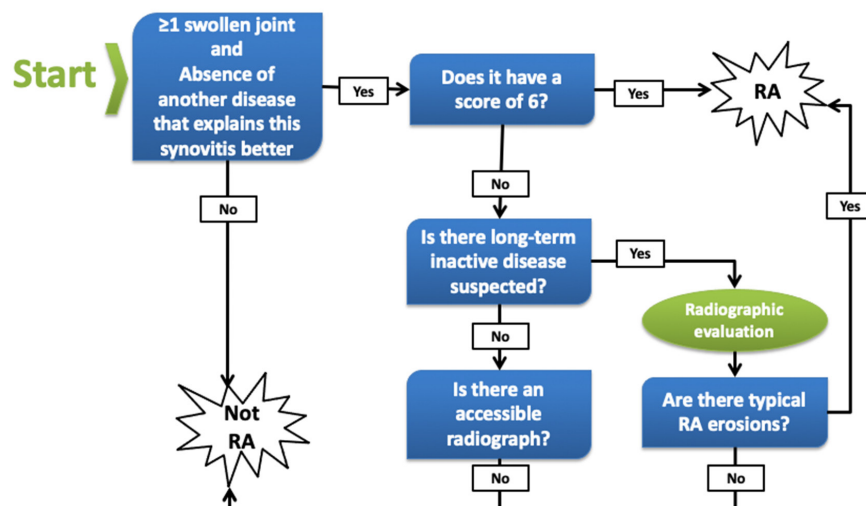 Start
≥1 swollen joint
and
Absence of
another disease
that explains this
synovitis better
Yes
Does it have a
score of 6?
Yes
RA
No
No
Yes
Is there long-term
inactive disease
suspected?
Yes
Radiographic
evaluation
No
Is there an
accessible
radiograph?
Are there typical
RA erosions?
Not
RA
No
No